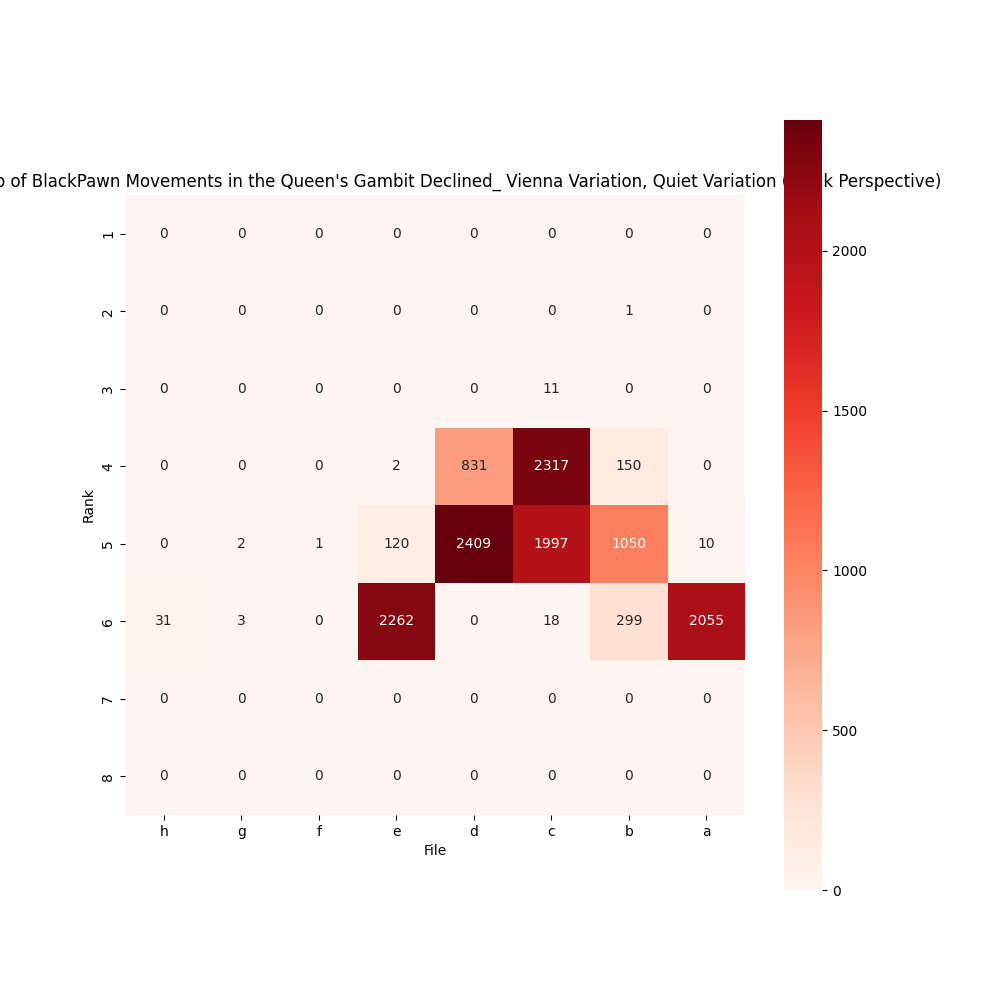 of BlackPawn Movements in the Queen's Gambit Declined_ Vienna Variation, Quiet Variation ( k Perspective)
1 0 0 0 0 0 0 0 0
2 0 0 0 0 0 0 1 0
2000
3 0 0 0 0 0 11 0 0
1500
4 0 0 0 2 831 2317 150 0
Rank
5 0 2 1 120 2409 1997 1050 10
1000
6 31 3 0 2262 0 18 299 2055
7 0 0 0 0 0 0 0 0
500
8 0 0 0 0 0 0 0 0
h g f e d c b a
File
0